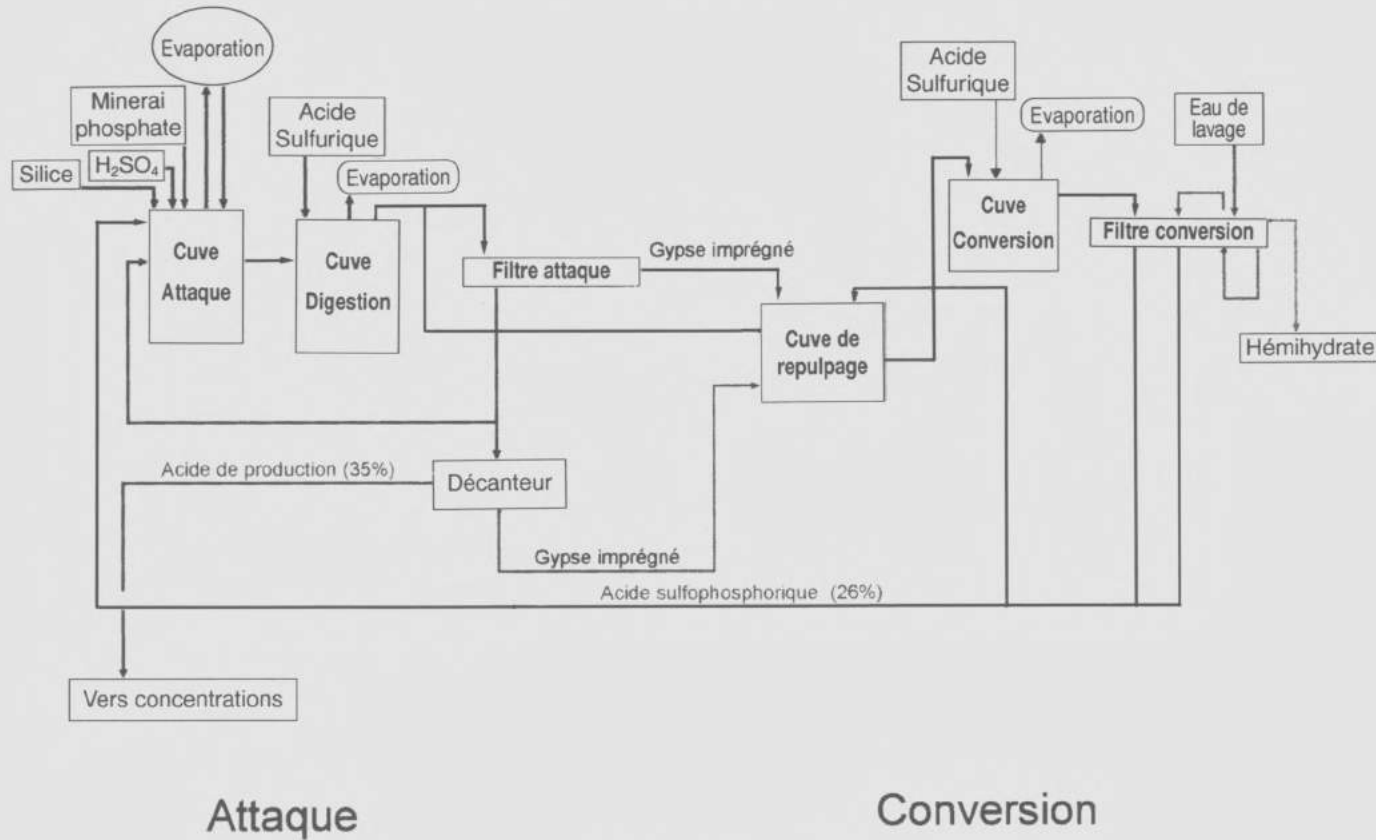 Evaporation
Minerai
phosphate
H₂SO₄
Silice
Acide
Sulfurique
Evaporation
Cuve
Attaque
Cuve
Digestion
Filtre attaque
Gypse imprégné
Acide
Sulfurique
Evaporation
Eau de
lavage
Cuve
Conversion
Filtre conversion
Cuve de
repulpage
Hémihydrate
Acide de production (35%)
Décanteur
Gypse imprégné
Acide sulfophosphorique (26%)
Vers concentrations
Attaque
Conversion